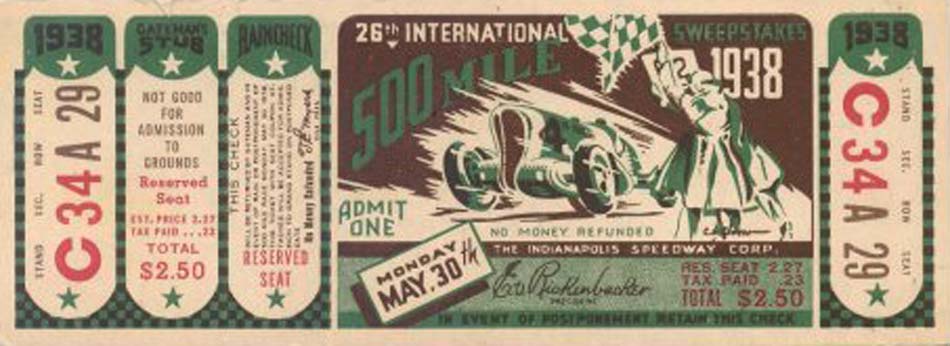 1938
SEAT
29
ROW
A
SEC.
34
STAND
C
GATEMAN'S
STUB
NOT GOOD
FOR
ADMISSION
TO
GROUNDS
Reserved
Seat
EST. PRICE 2.27
TAX PAID ...23
TOTAL
$2.50
RAINCHECK
THIS CHECK
No Money Refunded
RESERVED
SEAT
26th INTERNATIONAL SWEEPSTAKES
500 MILE 1938
ADMIT
ONE
NO MONEY REFUNDED
THE INDIANAPOLIS SPEEDWAY CORP.
MONDAY
MAY. 30th
E.V. Rickenbacker
PRESIDENT
RES. SEAT 2.27
TAX PAID .23
TOTAL $2.50
IN EVENT OF POSTPONEMENT RETAIN THIS CHECK
1938
STAND
C
SEC.
34
ROW
A
SEAT
29